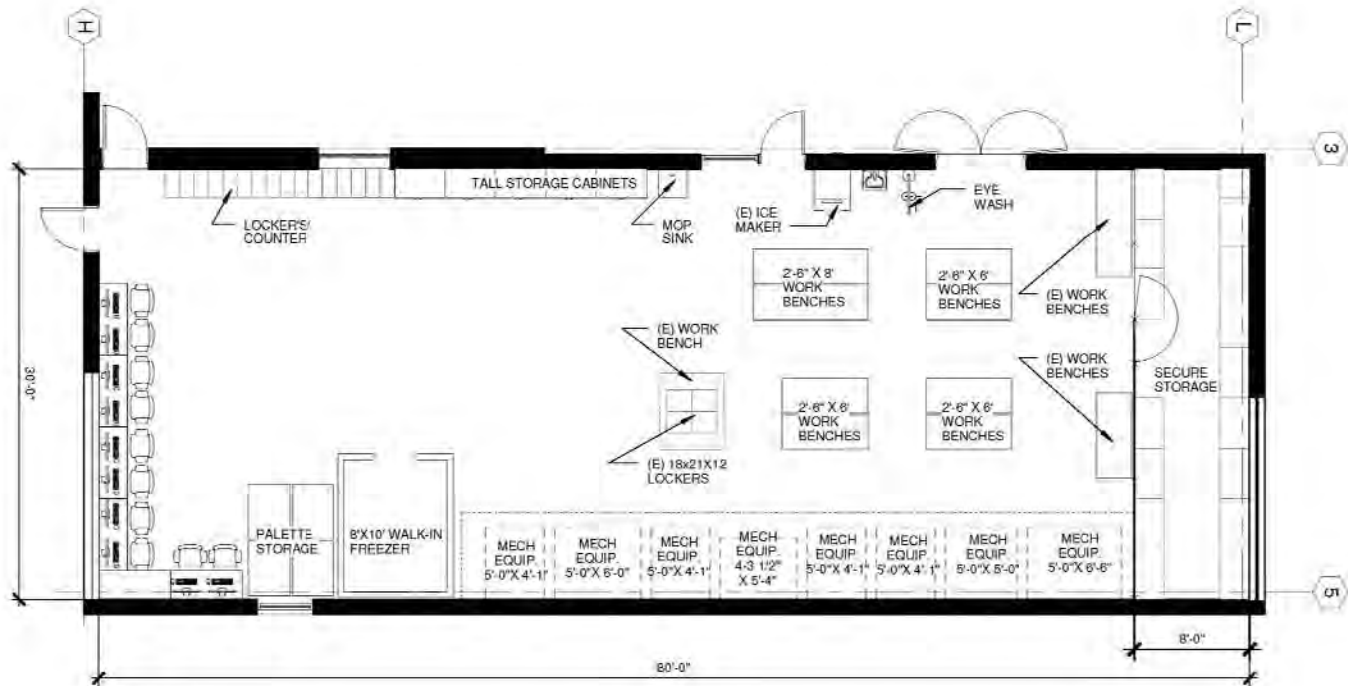 H
L
3
TALL STORAGE CABINETS
LOCKER'S/
COUNTER
MOP
SINK
(E) ICE
MAKER
EYE
WASH
2'-6" X 8'
WORK
BENCHES
2'-6" X 6'
WORK
BENCHES
(E) WORK
BENCHES
(E) WORK
BENCH
(E) WORK
BENCHES
SECURE
STORAGE
30'-0"
2'-6" X 6'
WORK
BENCHES
2'-6" X 6'
WORK
BENCHES
(E) 18x21X12
LOCKERS
PALETTE
STORAGE
8'X10' WALK-IN
FREEZER
MECH
EQUIP.
5'-0"X 4'-1"
MECH
EQUIP.
5'-0"X 6'-0"
MECH
EQUIP.
5'-0"X 4'-1"
MECH
EQUIP.
4-3 1/2"
X 5'-4"
MECH
EQUIP.
5'-0"X 4'-1"
MECH
EQUIP.
5'-0"X 4'-1"
MECH
EQUIP.
5'-0"X 5'-0"
MECH
EQUIP.
5'-0"X 6'-6"
5
8'-0"
80'-0"